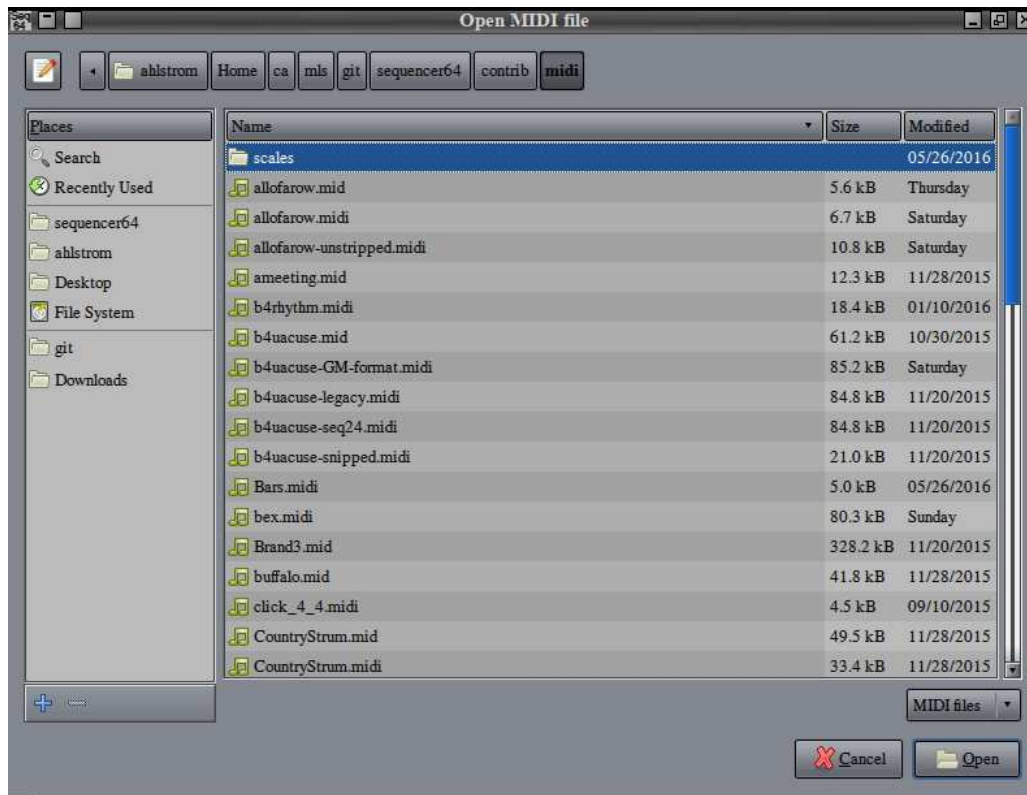 Seq 64 Open MIDI file
ahlstrom Home ca mls git sequencer64 contrib midi
Places
Search
Recently Used
sequencer64
ahlstrom
Desktop
File System
git
Downloads
Name Size Modified
scales 05/26/2016
allofarow.mid 5.6 kB Thursday
allofarow.midi 6.7 kB Saturday
allofarow-unstripped.midi 10.8 kB Saturday
ameeting.mid 12.3 kB 11/28/2015
b4rhythm.midi 18.4 kB 01/10/2016
b4uacuse.mid 61.2 kB 10/30/2015
b4uacuse-GM-format.midi 85.2 kB Saturday
b4uacuse-legacy.midi 84.8 kB 11/20/2015
b4uacuse-seq24.midi 84.8 kB 11/20/2015
b4uacuse-snipped.midi 21.0 kB 11/20/2015
Bars.midi 5.0 kB 05/26/2016
bex.midi 80.3 kB Sunday
Brand3.mid 328.2 kB 11/20/2015
buffalo.mid 41.8 kB 11/28/2015
click_4_4.midi 4.5 kB 09/10/2015
CountryStrum.mid 49.5 kB 11/28/2015
CountryStrum.midi 33.4 kB 11/28/2015
MIDI files
Cancel Open